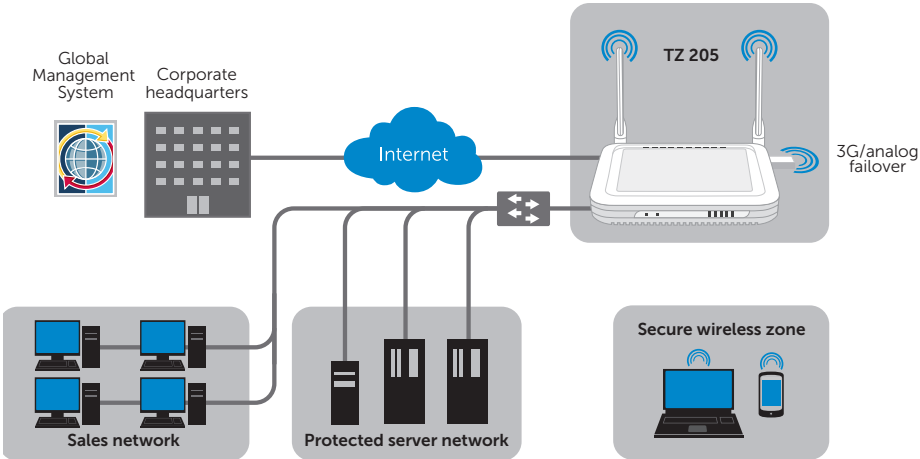 Global
Management
System
Corporate
headquarters
Internet
TZ 205
3G/analog
failover
Sales network
Protected server network
Secure wireless zone